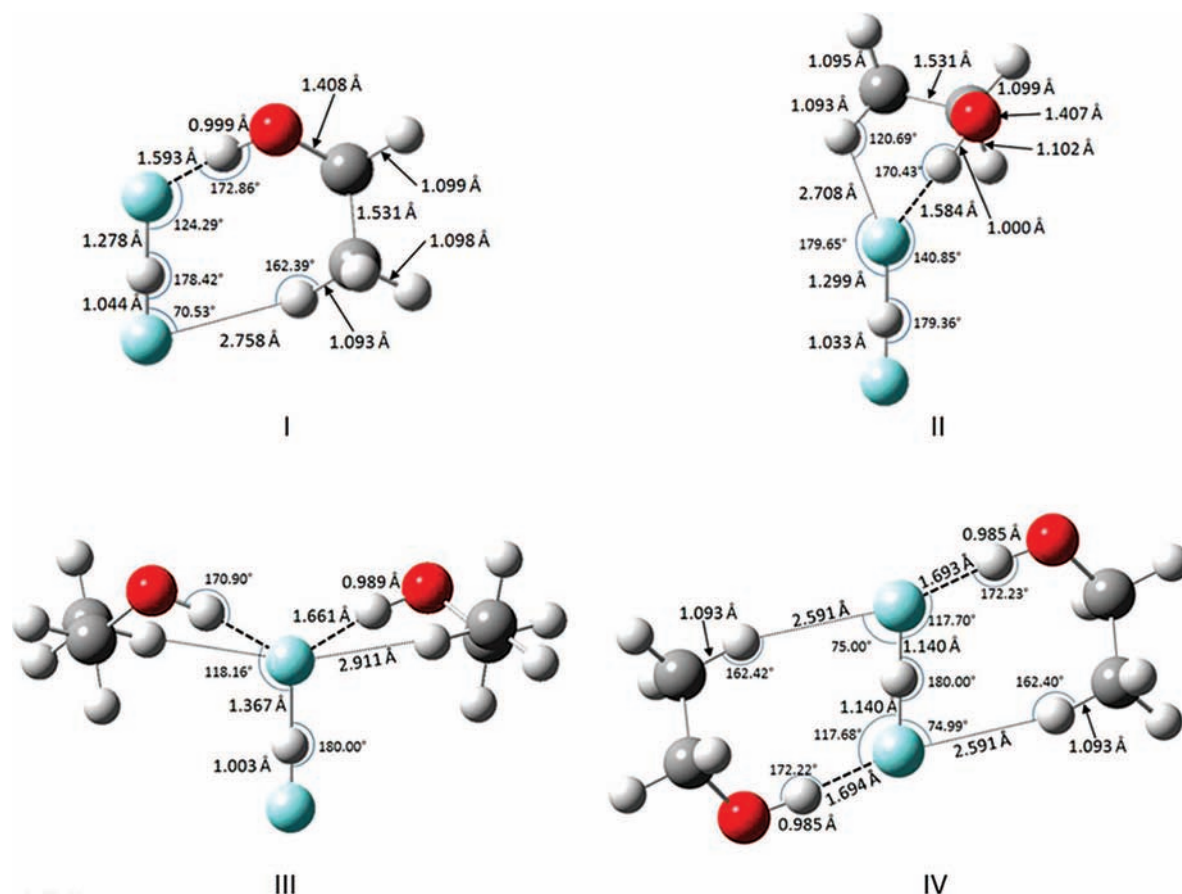 1.408 Å
0.999 Å
1.593 Å
172.86°
124.29°
1.099 Å
1.531 Å
1.278 Å
178.42°
162.39°
1.098 Å
1.044 Å
70.53°
2.758 Å
1.093 Å
I
1.095 Å
1.531 Å
1.093 Å
1.099 Å
1.407 Å
120.69°
1.102 Å
170.43°
2.708 Å
1.584 Å
1.000 Å
179.65°
140.85°
1.299 Å
179.36°
1.033 Å
II
170.90°
0.989 Å
1.661 Å
118.16°
2.911 Å
1.367 Å
180.00°
1.003 Å
III
0.985 Å
1.693 Å
172.23°
1.093 Å
2.591 Å
117.70°
75.00°
1.140 Å
162.42°
180.00°
162.40°
1.140 Å
117.68°
74.99°
2.591 Å
1.093 Å
172.22°
1.694 Å
0.985 Å
IV